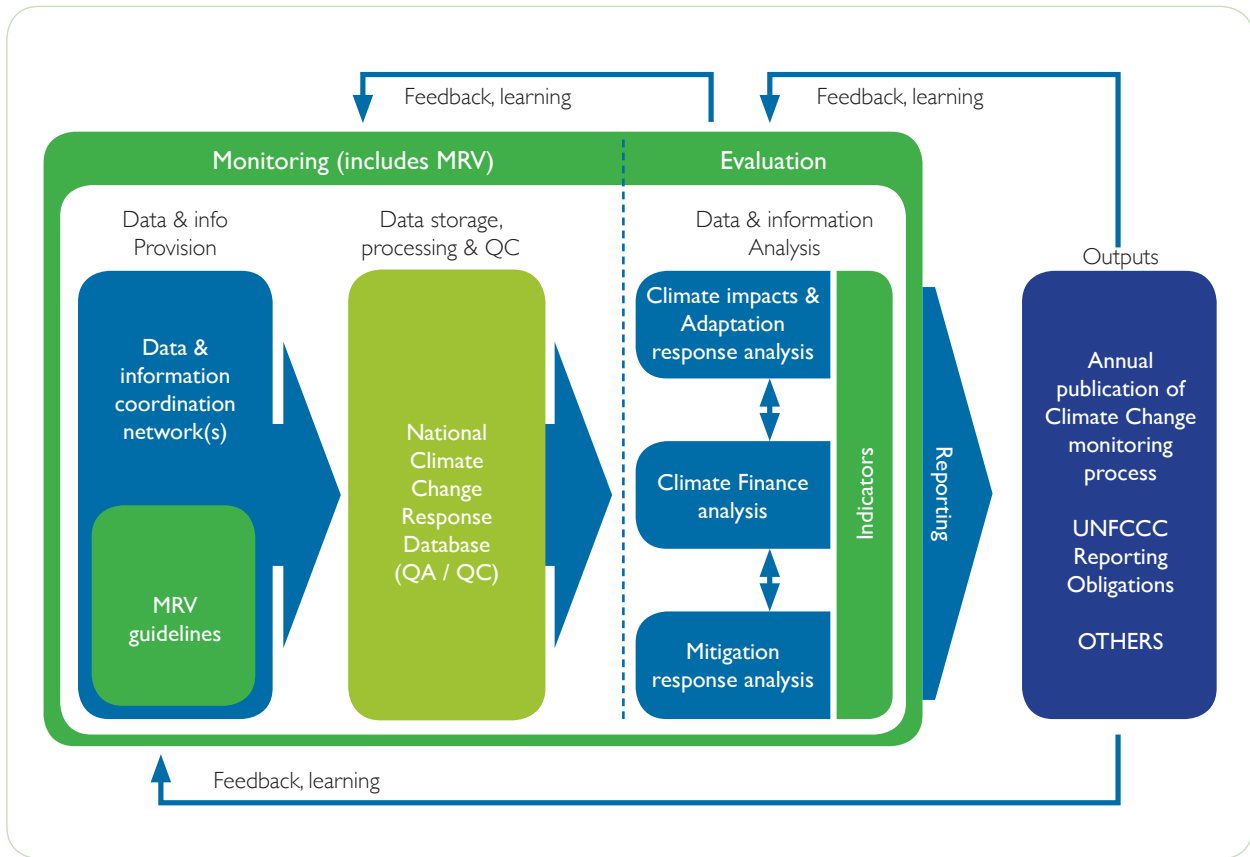 Feedback, learning
Feedback, learning
Monitoring (includes MRV)
Evaluation
Data & info
Provision
Data storage,
processing & QC
Data & information
Analysis
Outputs
Data &
information
coordination
network(s)
MRV
guidelines
National
Climate
Change
Response
Database
(QA / QC)
Climate impacts &
Adaptation
response analysis
Climate Finance
analysis
Mitigation
response analysis
Indicators
Reporting
Annual
publication of
Climate Change
monitoring
process
UNFCCC
Reporting
Obligations
OTHERS
Feedback, learning